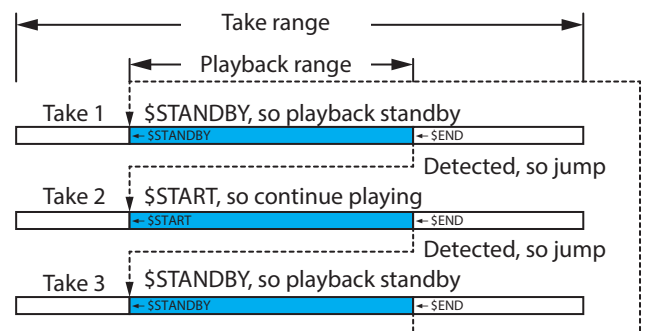 Take range
Playback range
Take 1 $STANDBY, so playback standby
$STANDBY $END
Detected, so jump
Take 2 $START, so continue playing
$START $END
Detected, so jump
Take 3 $STANDBY, so playback standby
$STANDBY $END